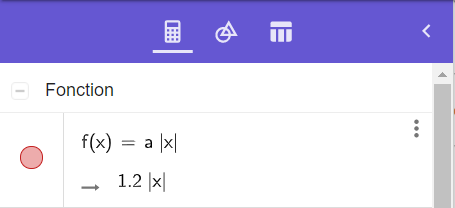 Fonction
f(x) = a |x|
→ 1.2 |x|